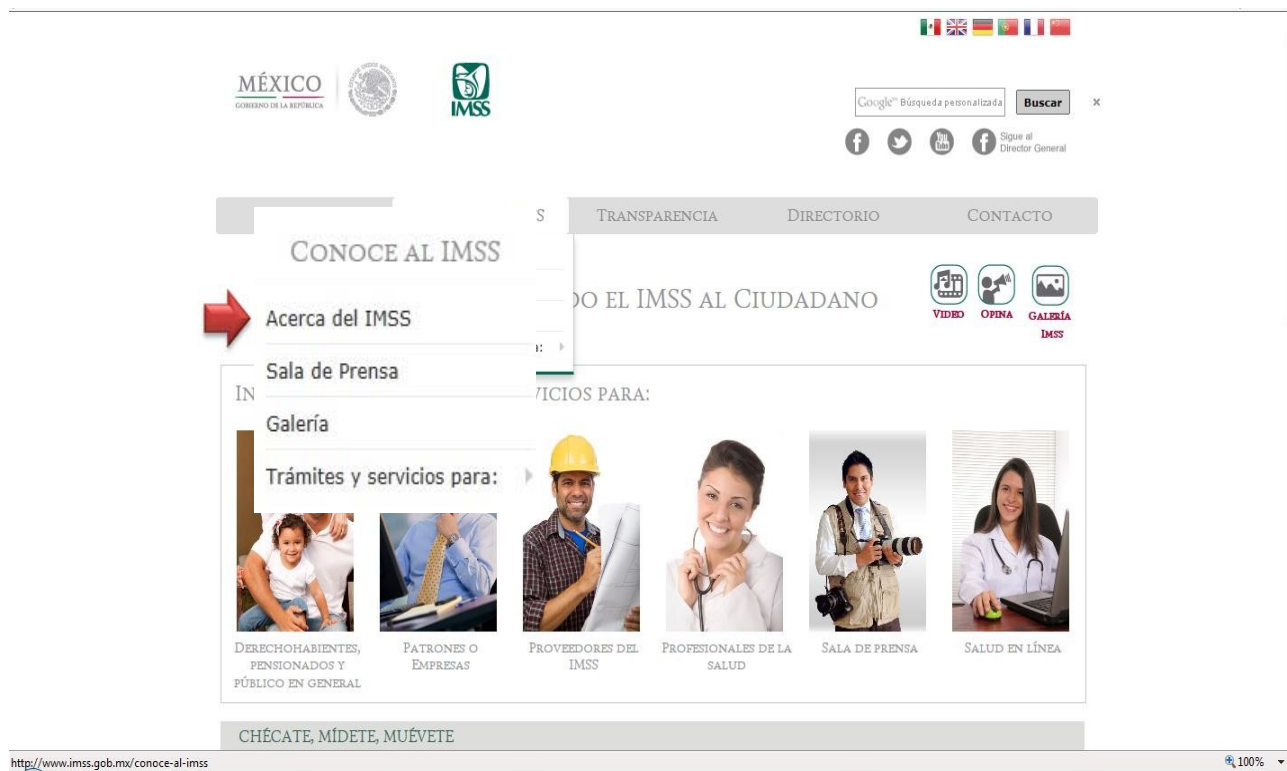 MÉXICO
GOBIERNO DE LA REPÚBLICA
IMSS
Google™ Búsqueda personalizada
Buscar
x
You
Tube
Sigue al
Director General
S
TRANSPARENCIA
DIRECTORIO
CONTACTO
CONOCE AL IMSS
Acerca del IMSS
Sala de Prensa
Galería
Trámites y servicios para:
DO EL IMSS AL CIUDADANO
VIDEO
OPINA
GALERÍA
IMSS
a:
IN
VICIOS PARA:
DERECHOHABIENTES,
PENSIONADOS Y
PÚBLICO EN GENERAL
PATRONES O
EMPRESAS
PROVEEDORES DEL
IMSS
PROFESIONALES DE LA
SALUD
SALA DE PRENSA
SALUD EN LÍNEA
CHÉCATE, MÍDETE, MUÉVETE
http://www.imss.gob.mx/conoce-al-imss
100%